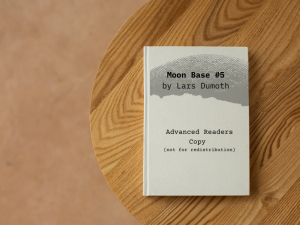 Moon Base #5
by Lars Dumoth
Advanced Readers
Copy
(not for redistribution)